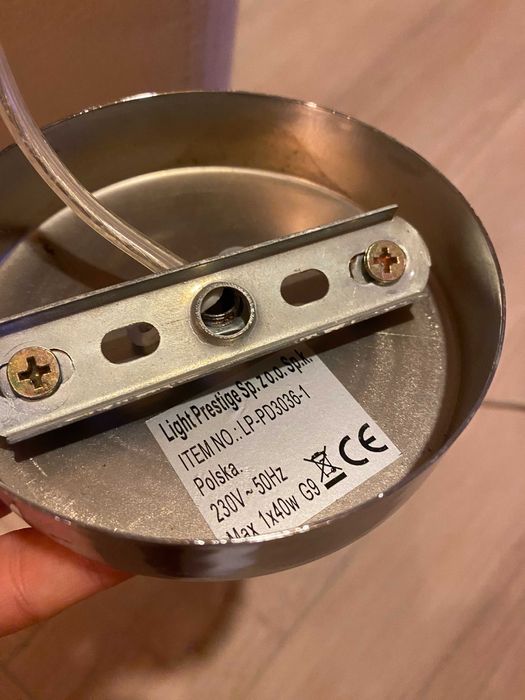 Light Prestige Sp. z o.o. Sp.k.
ITEM NO.: LP-PD3036-1
Polska.
230V ~ 50Hz
Max 1x40w G9
CE